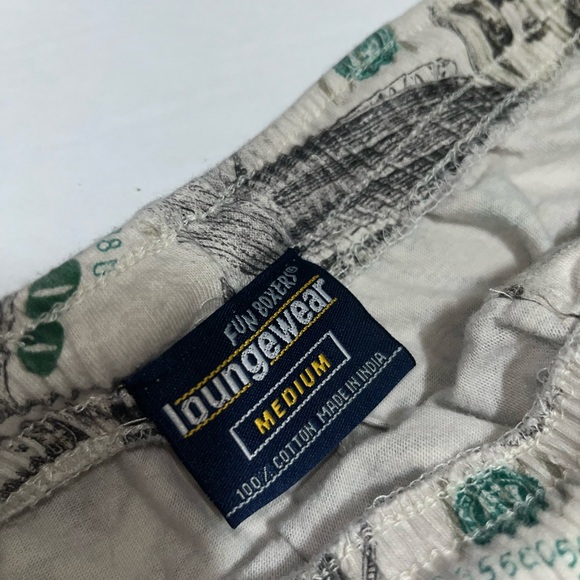 FUN BOXERS®
loungewear
MEDIUM
100% COTTON MADE IN INDIA